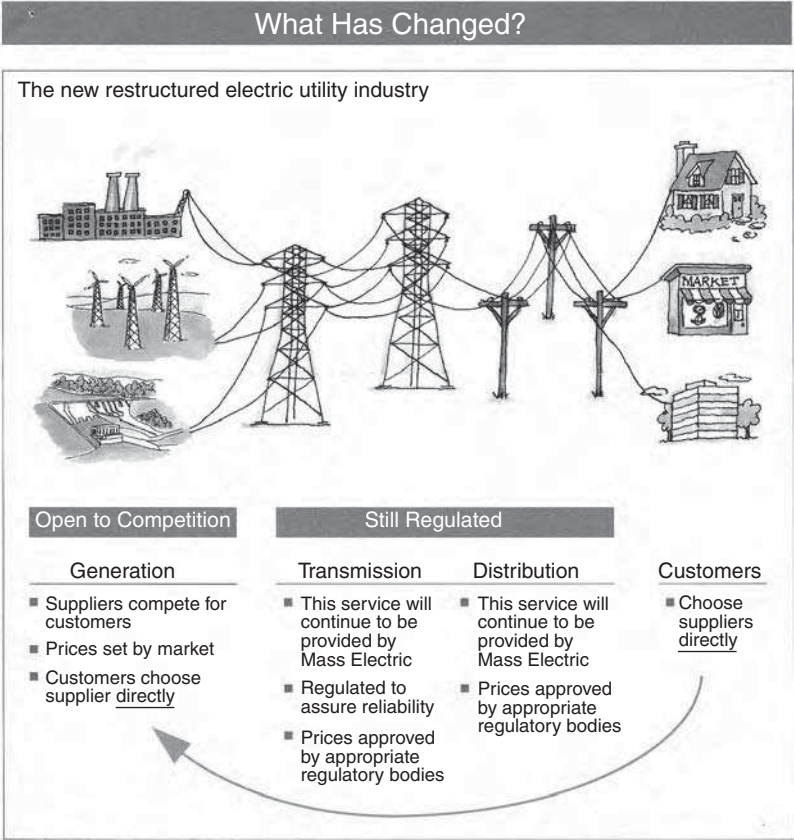 What Has Changed?
The new restructured electric utility industry
MARKET
Open to Competition
Still Regulated
Generation
■ Suppliers compete for
customers
■ Prices set by market
■ Customers choose
supplier directly
Transmission
■ This service will
continue to be
provided by
Mass Electric
■ Regulated to
assure reliability
■ Prices approved
by appropriate
regulatory bodies
Distribution
■ This service will
continue to be
provided by
Mass Electric
■ Prices approved
by appropriate
regulatory bodies
Customers
■ Choose
suppliers
directly